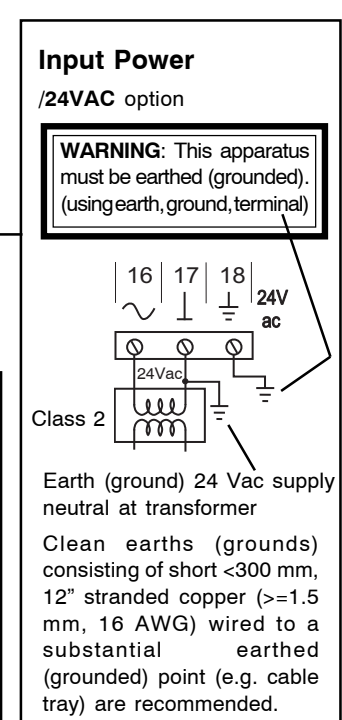 Input Power
/24VAC option
WARNING: This apparatus
must be earthed (grounded).
(using earth, ground, terminal)
16 17 18
24V
ac
24Vac
Class 2
Earth (ground) 24 Vac supply
neutral at transformer
Clean earths (grounds)
consisting of short <300 mm,
12” stranded copper (>=1.5
mm, 16 AWG) wired to a
substantial earthed
(grounded) point (e.g. cable
tray) are recommended.